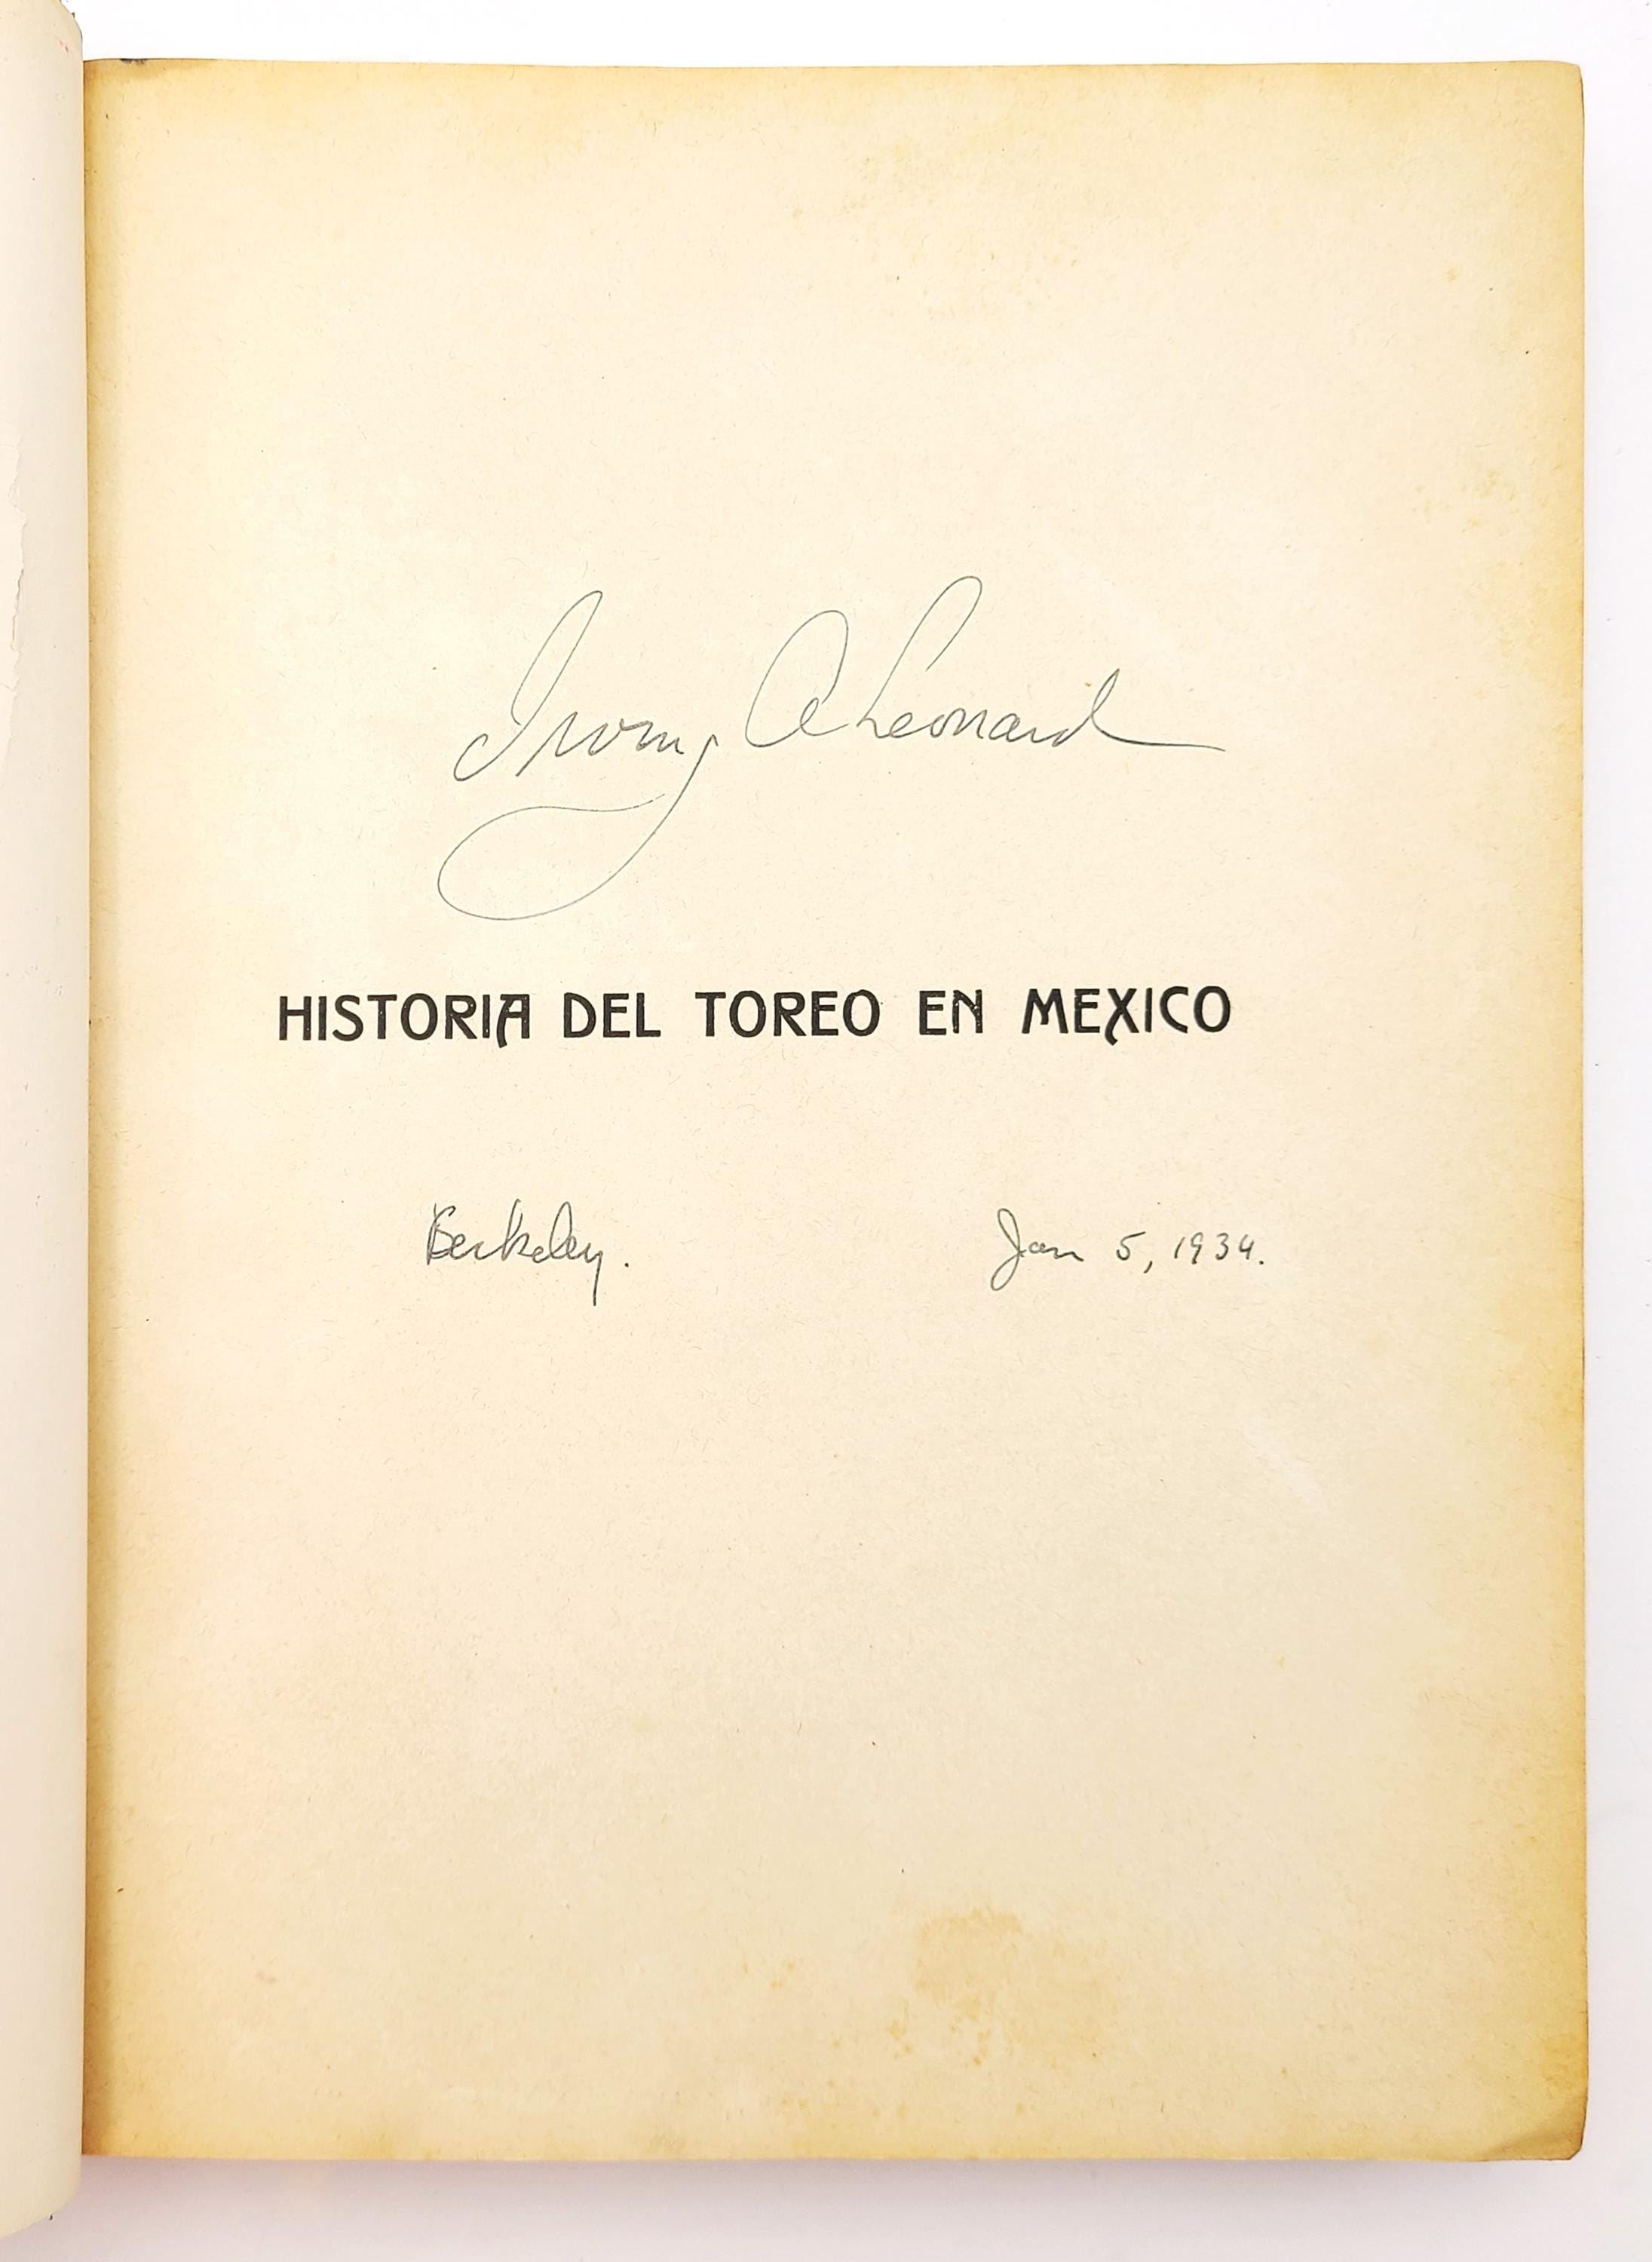 Irving A Leonard
HISTORIA DEL TOREO EN MEXICO
Berkeley. Jan 5, 1934.